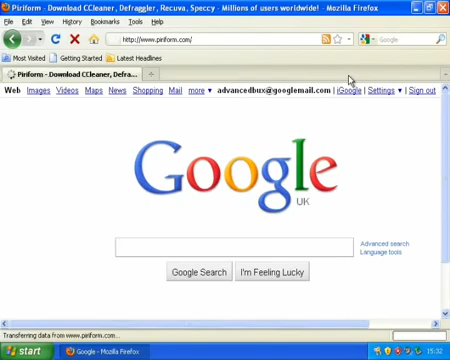 Piriform - Download CCleaner, Defraggler, Recuva, Speccy - Millions of users worldwide! - Mozilla Firefox
File Edit View History Bookmarks Tools Help
http://www.piriform.com/
Google
Most Visited Getting Started Latest Headlines
Piriform - Download CCleaner, Defra...
Web Images Videos Maps News Shopping Mail more ▼ advancedbux@googlemail.com | iGoogle | Settings ▼ | Sign out
Google
UK
Advanced search
Language tools
Google Search I'm Feeling Lucky
Transferring data from www.piriform.com...
start Google - Mozilla Firefox 15:32